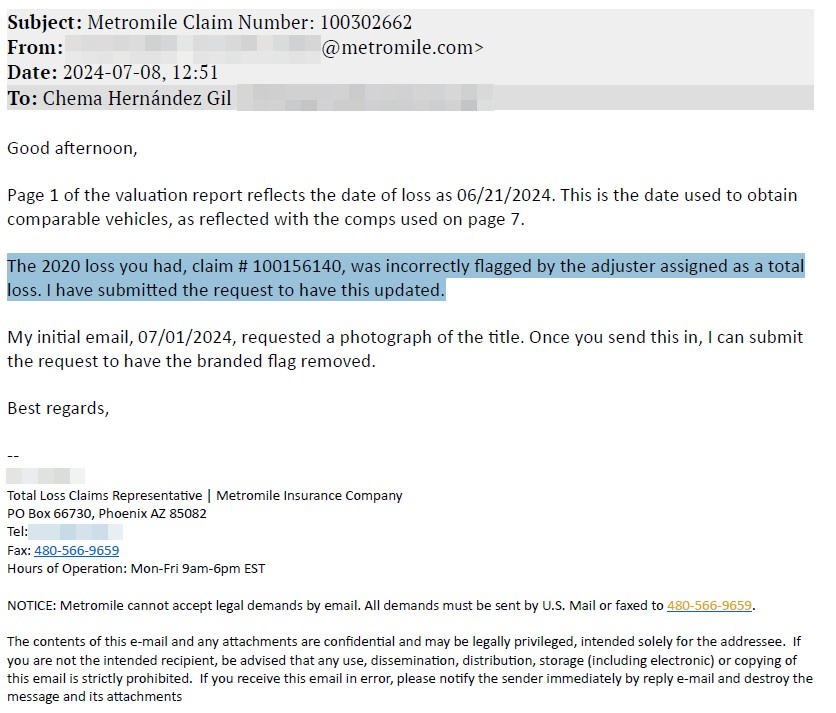 Subject: Metromile Claim Number: 100302662
From: @metromile.com>
Date: 2024-07-08, 12:51
To: Chema Hernández Gil
Good afternoon,
Page 1 of the valuation report reflects the date of loss as 06/21/2024. This is the date used to obtain
comparable vehicles, as reflected with the comps used on page 7.
The 2020 loss you had, claim # 100156140, was incorrectly flagged by the adjuster assigned as a total
loss. I have submitted the request to have this updated.
My initial email, 07/01/2024, requested a photograph of the title. Once you send this in, I can submit
the request to have the branded flag removed.
Best regards,
--
Total Loss Claims Representative | Metromile Insurance Company
PO Box 66730, Phoenix AZ 85082
Tel:
Fax: 480-566-9659
Hours of Operation: Mon-Fri 9am-6pm EST
NOTICE: Metromile cannot accept legal demands by email. All demands must be sent by U.S. Mail or faxed to 480-566-9659.
The contents of this e-mail and any attachments are confidential and may be legally privileged, intended solely for the addressee.  If
you are not the intended recipient, be advised that any use, dissemination, distribution, storage (including electronic) or copying of
this email is strictly prohibited.  If you receive this email in error, please notify the sender immediately by reply e-mail and destroy the
message and its attachments